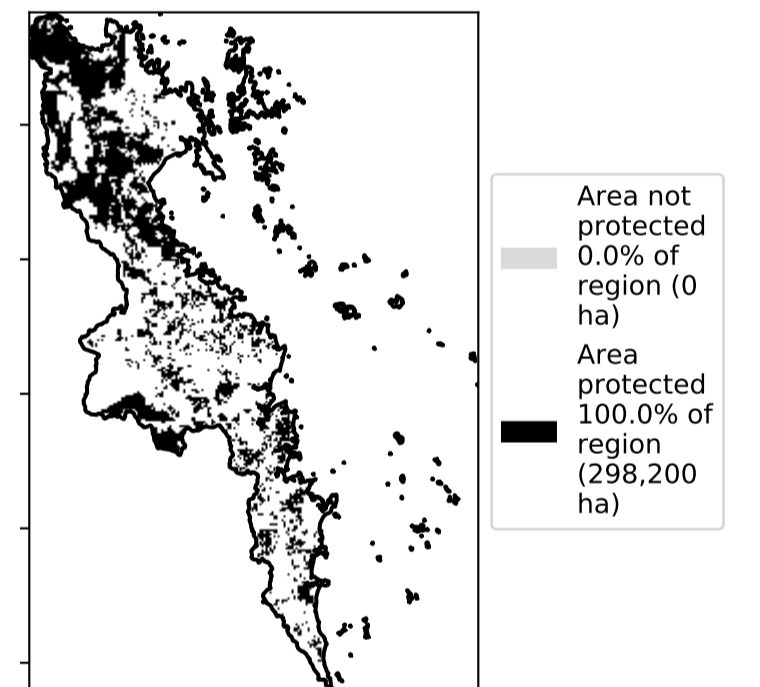 Area not
protected
0.0% of
region (0
ha)
Area
protected
100.0% of
region
(298,200
ha)